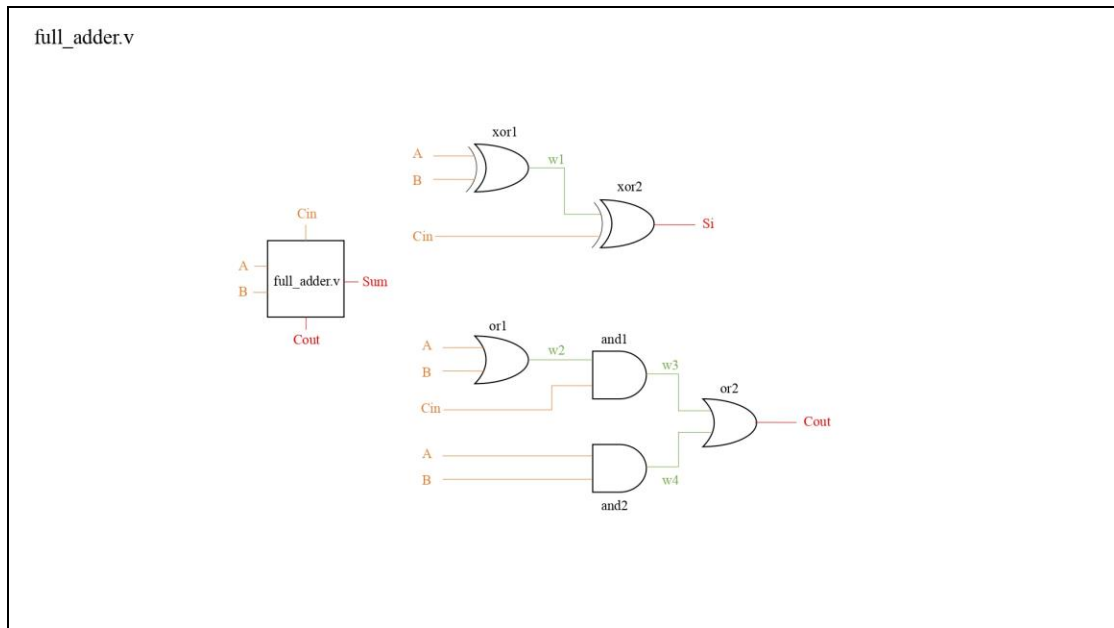 full_adder.v
Cin
A
full_adder.v
Sum
B
Cout
xor1
A
w1
B
xor2
Cin
Si
or1
A
w2
and1
B
w3
or2
Cin
Cout
A
B
w4
and2